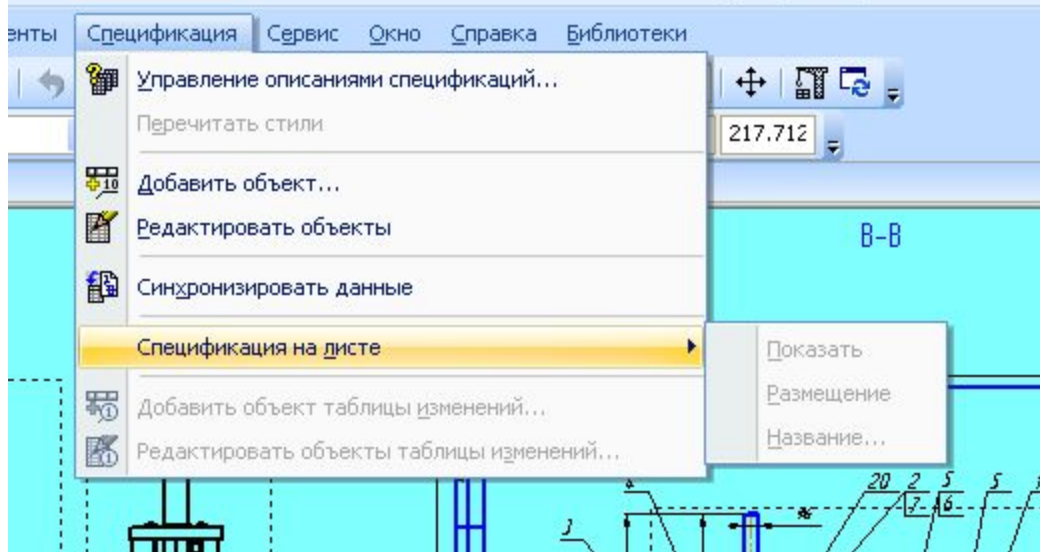 Спецификация Сервис Окно Справка Библиотеки
Управление описаниями спецификаций...
Перечитать стили
217.712
Добавить объект...
Редактировать объекты
В-В
Синхронизировать данные
Спецификация на листе
Показать
Размещение
Добавить объект таблицы изменений...
Название...
Редактировать объекты таблицы изменений...
20 2 5 5
7 6
3